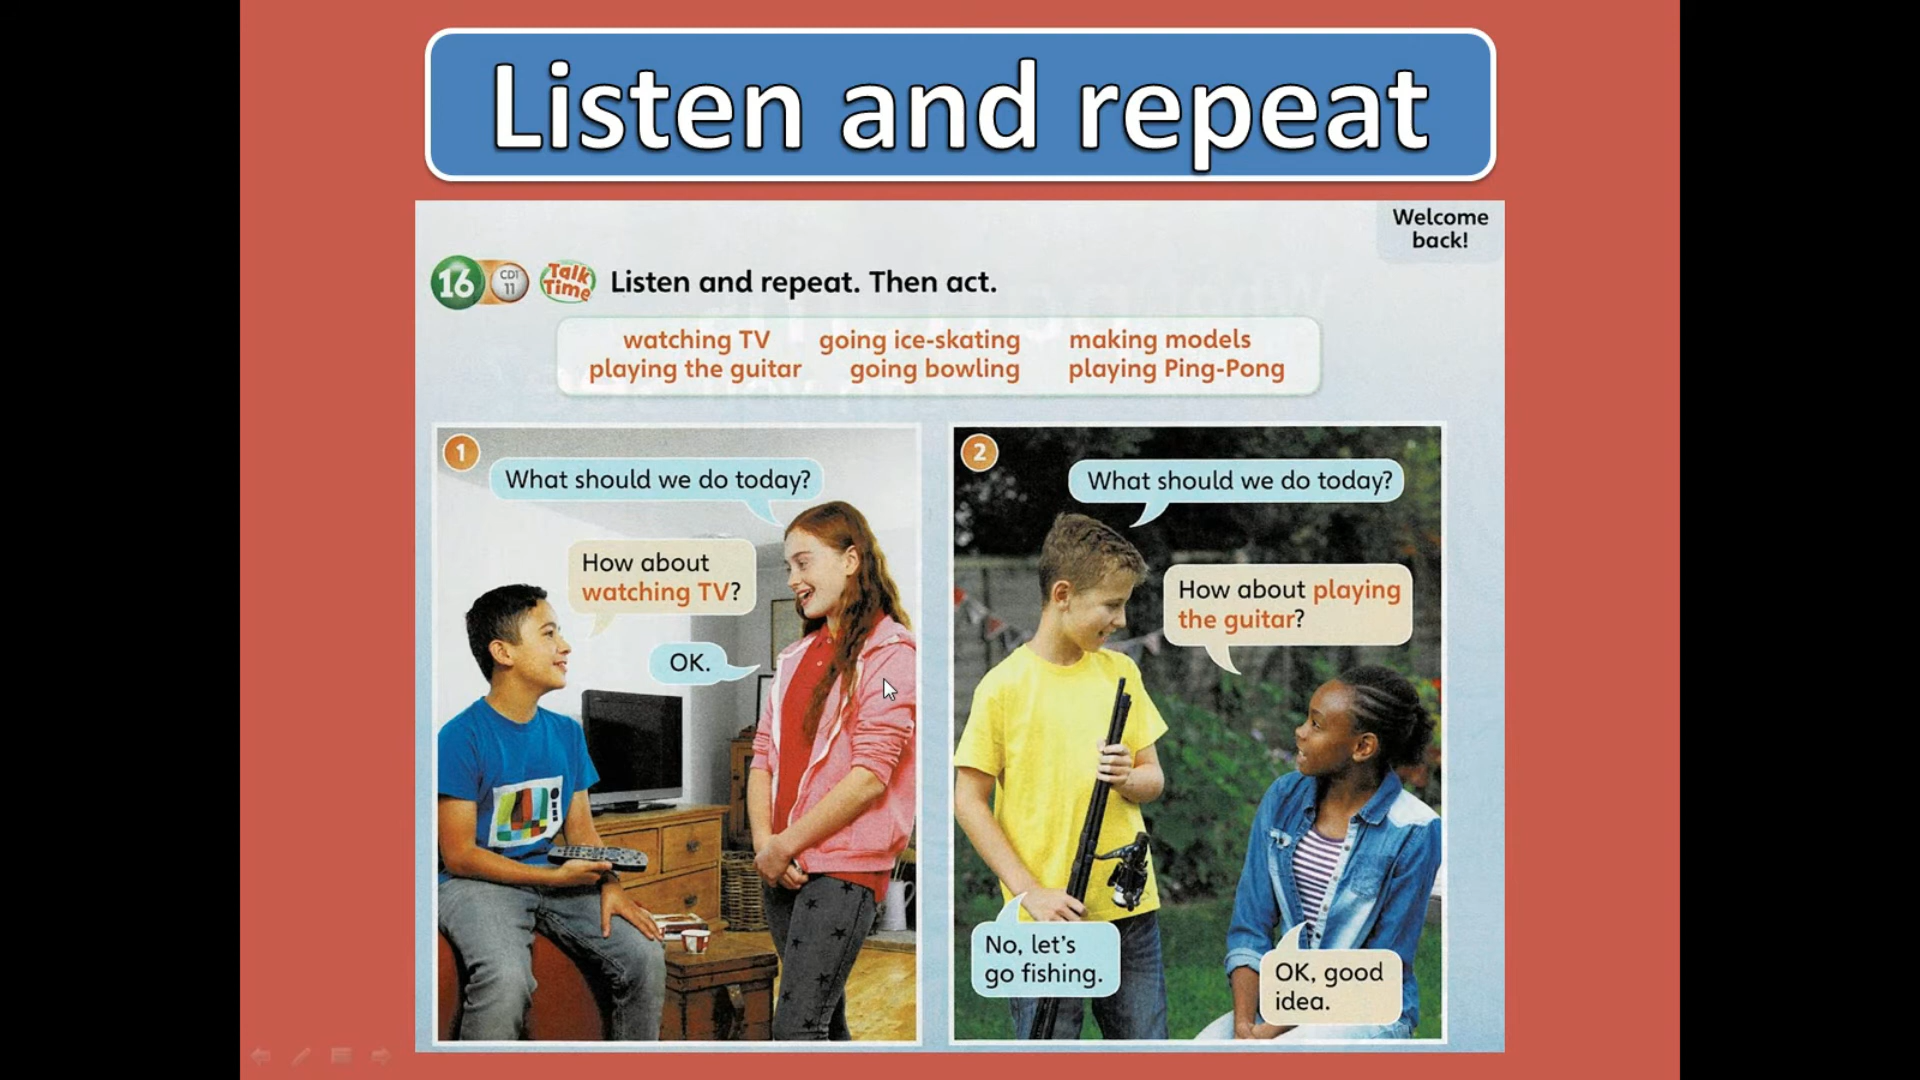 Listen and repeat
Welcome
back!
16 CD1 11 Talk Time Listen and repeat. Then act.
watching TV going ice-skating making models
playing the guitar going bowling playing Ping-Pong
1
What should we do today?
How about
watching TV?
OK.
2
What should we do today?
How about playing
the guitar?
No, let's
go fishing.
OK, good
idea.